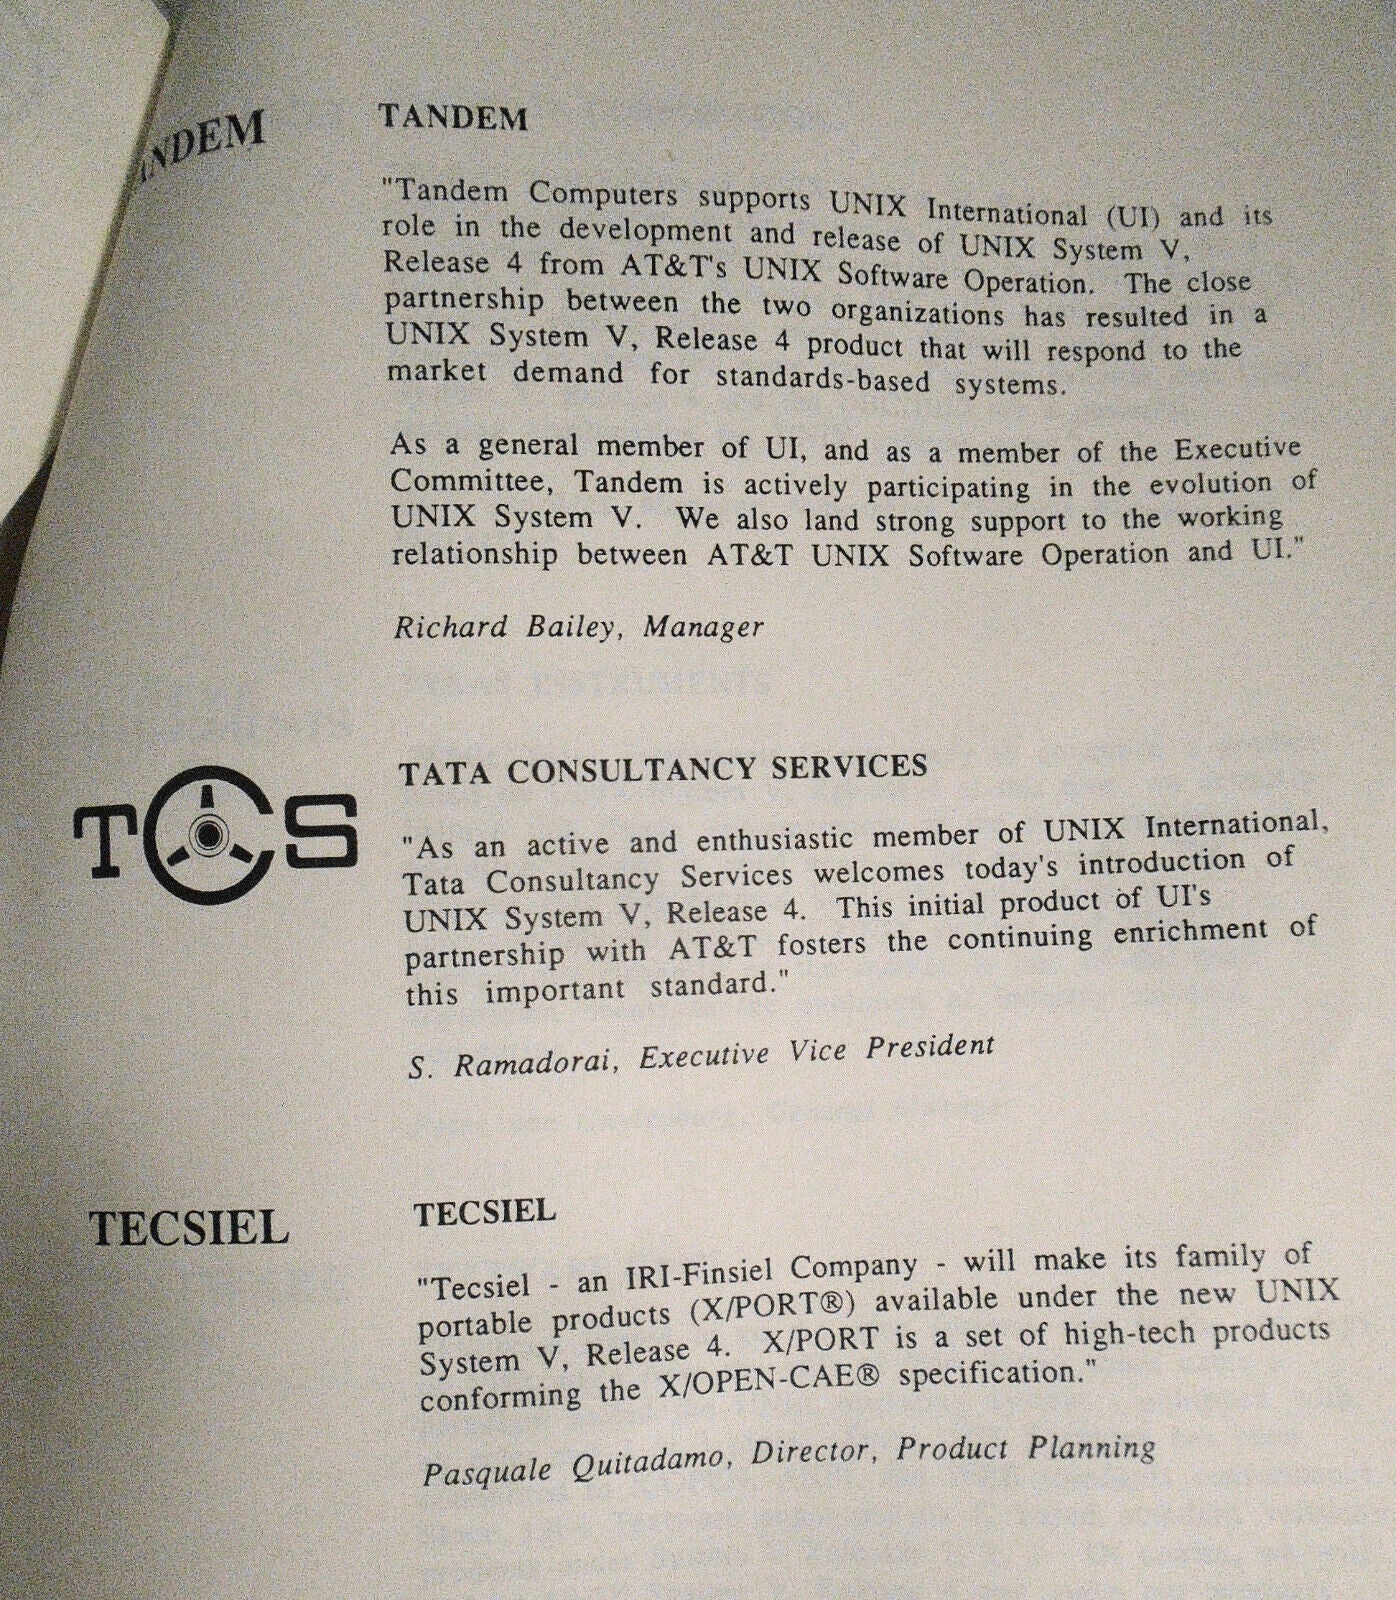 NDEM
TANDEM
"Tandem Computers supports UNIX International (UI) and its
role in the development and release of UNIX System V,
Release 4 from AT&T's UNIX Software Operation. The close
partnership between the two organizations has resulted in a
UNIX System V, Release 4 product that will respond to the
market demand for standards-based systems.
As a general member of UI, and as a member of the Executive
Committee, Tandem is actively participating in the evolution of
UNIX System V. We also land strong support to the working
relationship between AT&T UNIX Software Operation and UI."
Richard Bailey, Manager
TCS
TATA CONSULTANCY SERVICES
"As an active and enthusiastic member of UNIX International,
Tata Consultancy Services welcomes today's introduction of
UNIX System V, Release 4. This initial product of UI's
partnership with AT&T fosters the continuing enrichment of
this important standard."
S. Ramadorai, Executive Vice President
TECSIEL
TECSIEL
"Tecsiel - an IRI-Finsiel Company - will make its family of
portable products (X/PORT®) available under the new UNIX
System V, Release 4. X/PORT is a set of high-tech products
conforming the X/OPEN-CAE® specification."
Pasquale Quitadamo, Director, Product Planning